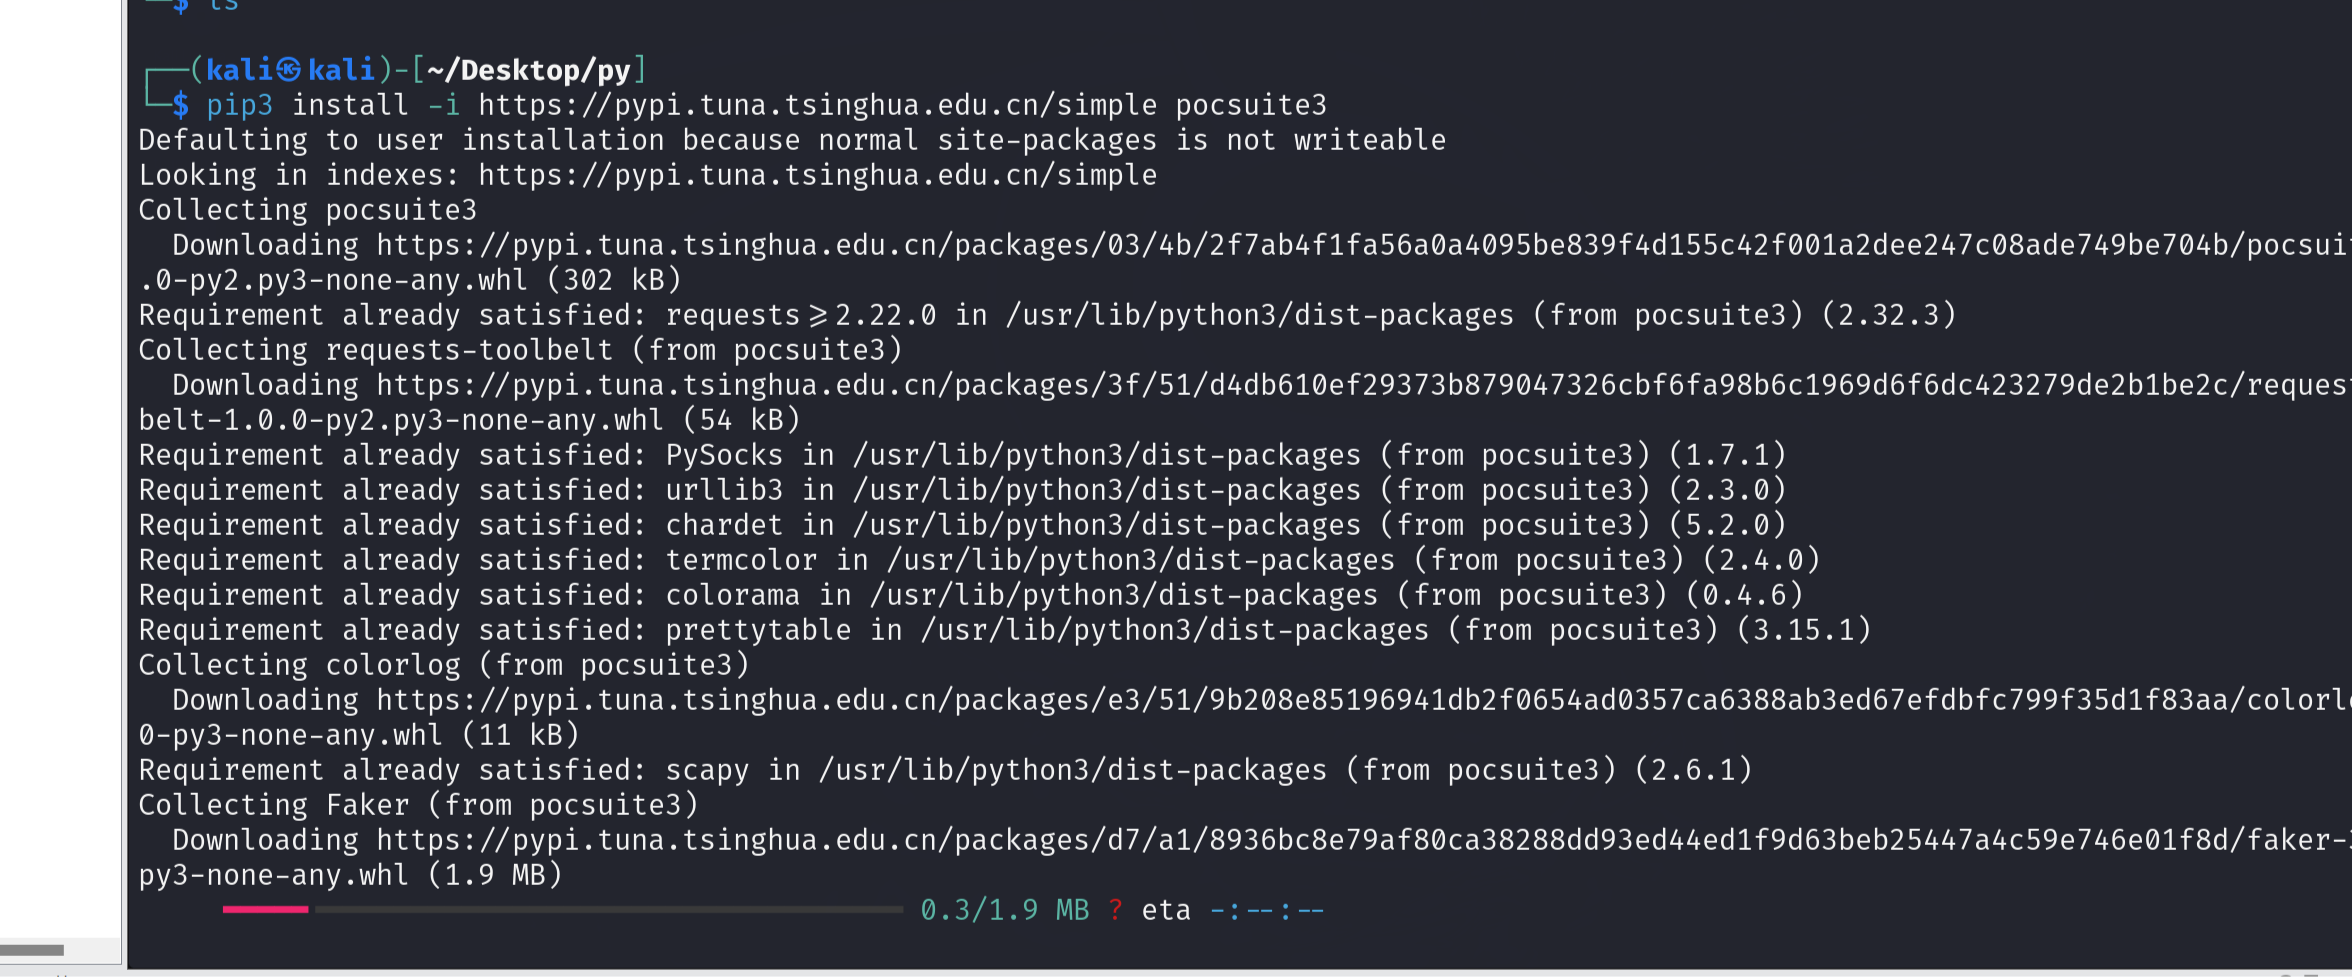 $ ls
(kali㉿kali)-[~/Desktop/py]
$ pip3 install -i https://pypi.tuna.tsinghua.edu.cn/simple pocsuite3
Defaulting to user installation because normal site-packages is not writeable
Looking in indexes: https://pypi.tuna.tsinghua.edu.cn/simple
Collecting pocsuite3
Downloading https://pypi.tuna.tsinghua.edu.cn/packages/03/4b/2f7ab4f1fa56a0a4095be839f4d155c42f001a2dee247c08ade749be704b/pocsui
.0-py2.py3-none-any.whl (302 kB)
Requirement already satisfied: requests>=2.22.0 in /usr/lib/python3/dist-packages (from pocsuite3) (2.32.3)
Collecting requests-toolbelt (from pocsuite3)
Downloading https://pypi.tuna.tsinghua.edu.cn/packages/3f/51/d4db610ef29373b879047326cbf6fa98b6c1969d6f6dc423279de2b1be2c/reques
belt-1.0.0-py2.py3-none-any.whl (54 kB)
Requirement already satisfied: PySocks in /usr/lib/python3/dist-packages (from pocsuite3) (1.7.1)
Requirement already satisfied: urllib3 in /usr/lib/python3/dist-packages (from pocsuite3) (2.3.0)
Requirement already satisfied: chardet in /usr/lib/python3/dist-packages (from pocsuite3) (5.2.0)
Requirement already satisfied: termcolor in /usr/lib/python3/dist-packages (from pocsuite3) (2.4.0)
Requirement already satisfied: colorama in /usr/lib/python3/dist-packages (from pocsuite3) (0.4.6)
Requirement already satisfied: prettytable in /usr/lib/python3/dist-packages (from pocsuite3) (3.15.1)
Collecting colorlog (from pocsuite3)
Downloading https://pypi.tuna.tsinghua.edu.cn/packages/e3/51/9b208e85196941db2f0654ad0357ca6388ab3ed67efdbfc799f35d1f83aa/colorl
0-py3-none-any.whl (11 kB)
Requirement already satisfied: scapy in /usr/lib/python3/dist-packages (from pocsuite3) (2.6.1)
Collecting Faker (from pocsuite3)
Downloading https://pypi.tuna.tsinghua.edu.cn/packages/d7/a1/8936bc8e79af80ca38288dd93ed44ed1f9d63beb25447a4c59e746e01f8d/faker-
py3-none-any.whl (1.9 MB)
0.3/1.9 MB ? eta -:--:--